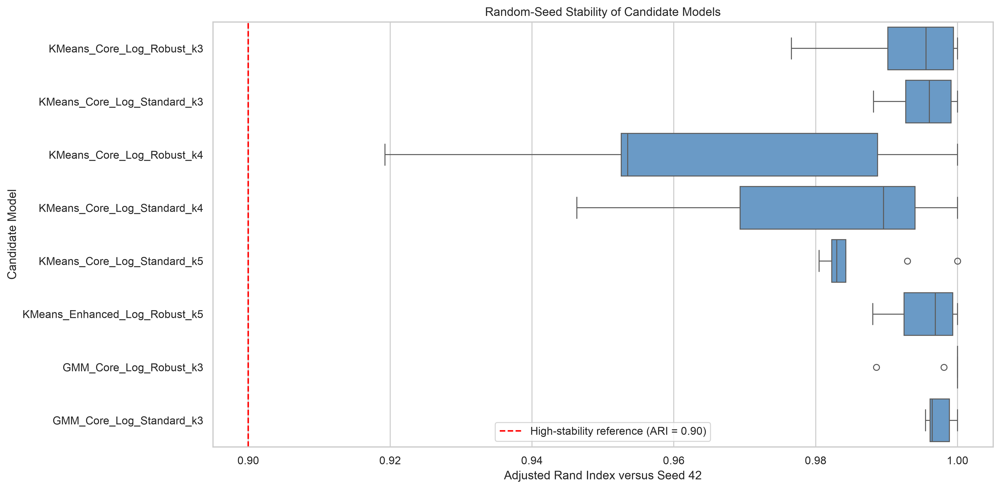 Random-Seed Stability of Candidate Models
Candidate Model
KMeans_Core_Log_Robust_k3
KMeans_Core_Log_Standard_k3
KMeans_Core_Log_Robust_k4
KMeans_Core_Log_Standard_k4
KMeans_Core_Log_Standard_k5
KMeans_Enhanced_Log_Robust_k5
GMM_Core_Log_Robust_k3
GMM_Core_Log_Standard_k3
High-stability reference (ARI = 0.90)
0.90 0.92 0.94 0.96 0.98 1.00
Adjusted Rand Index versus Seed 42